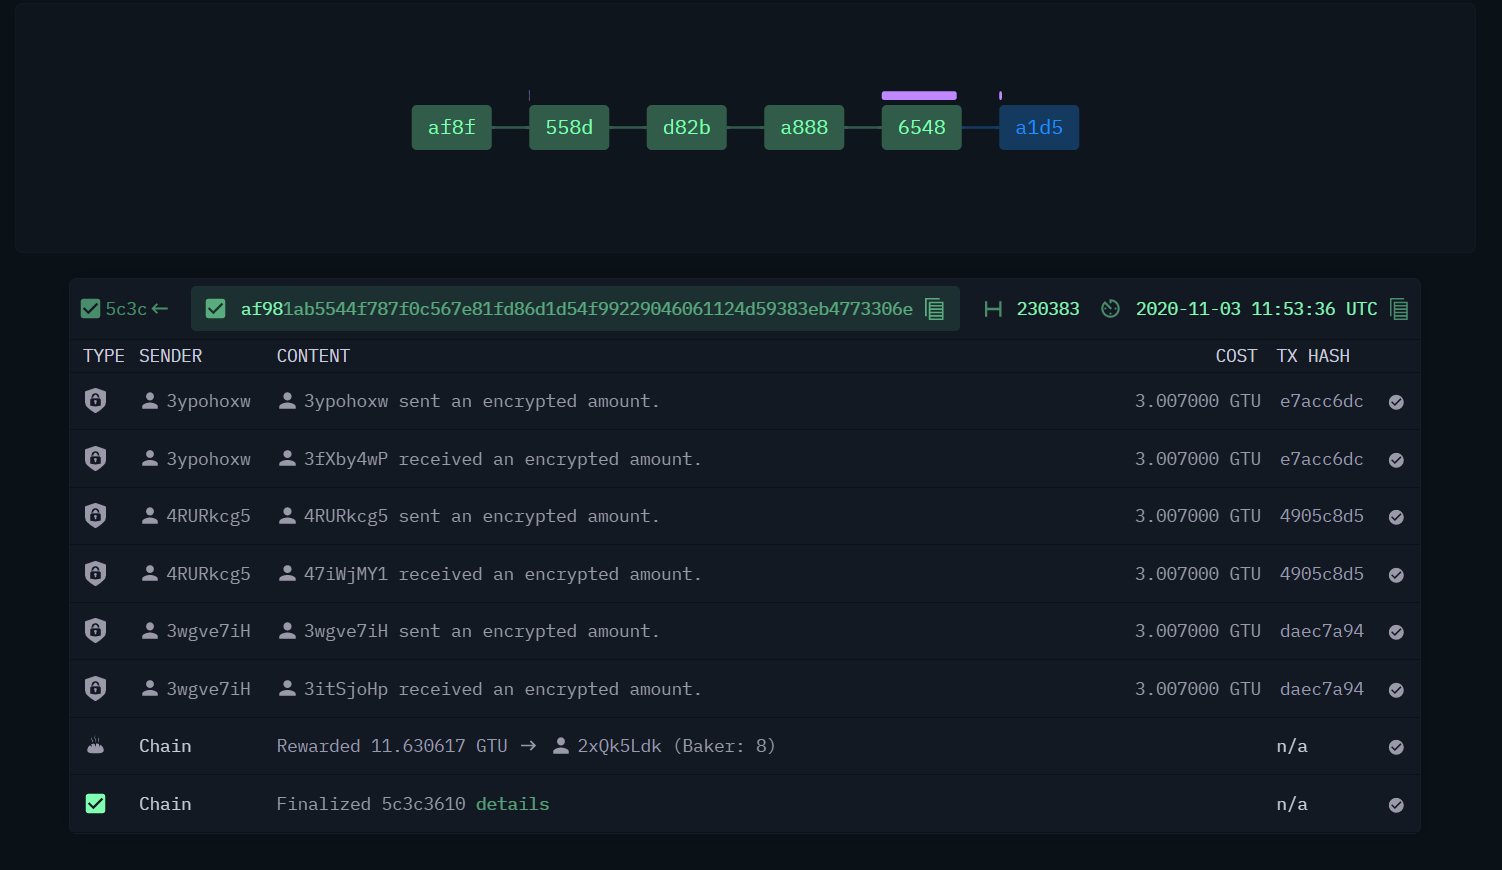 af8f 558d d82b a888 6548 a1d5
5c3c← af981ab5544f787f0c567e81fd86d1d54f99229046061124d59383eb4773306e 230383 2020-11-03 11:53:36 UTC
TYPE SENDER CONTENT COST TX HASH
3ypohoxw 3ypohoxw sent an encrypted amount. 3.007000 GTU e7acc6dc
3ypohoxw 3fXby4wP received an encrypted amount. 3.007000 GTU e7acc6dc
4RURkcg5 4RURkcg5 sent an encrypted amount. 3.007000 GTU 4905c8d5
4RURkcg5 47iWjMY1 received an encrypted amount. 3.007000 GTU 4905c8d5
3wgve7iH 3wgve7iH sent an encrypted amount. 3.007000 GTU daec7a94
3wgve7iH 3itSjoHp received an encrypted amount. 3.007000 GTU daec7a94
Chain Rewarded 11.630617 GTU → 2xQk5Ldk (Baker: 8) n/a
Chain Finalized 5c3c3610 details n/a